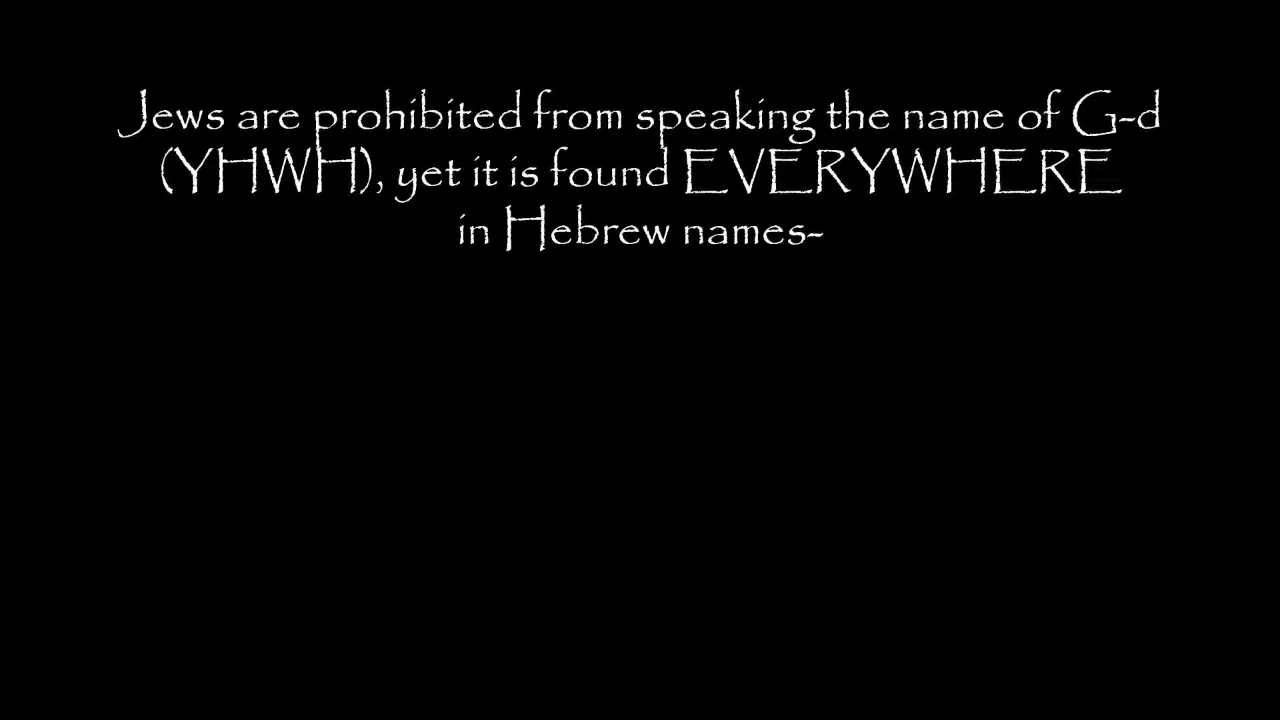 Jews are prohibited from speaking the name of G-d
(YHWH), yet it is found EVERYWHERE
in Hebrew names-